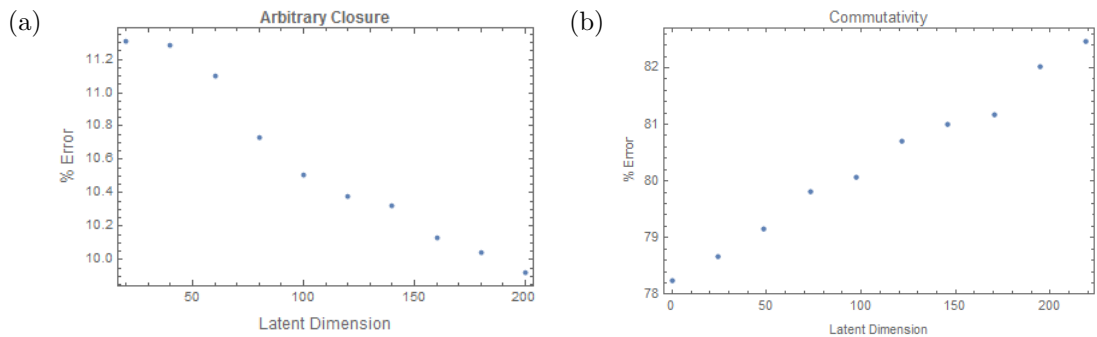 (a)
Arbitrary Closure
11.2
11.0
10.8
10.6
10.4
10.2
10.0
% Error
50
100
150
200
Latent Dimension
(b)
Commutativity
82
81
80
79
78
% Error
0
50
100
150
200
Latent Dimension